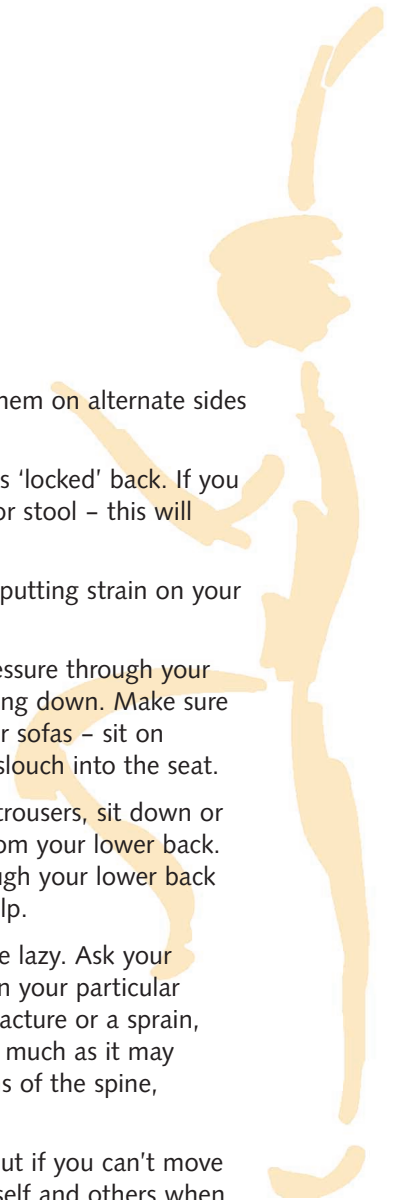 hem on alternate sides
s ‘locked’ back. If you
or stool – this will
putting strain on your
essure through your
ng down. Make sure
r sofas – sit on
slouch into the seat.
trousers, sit down or
om your lower back.
ugh your lower back
lp.
e lazy. Ask your
n your particular
acture or a sprain,
much as it may
s of the spine,
ut if you can’t move
self and others when